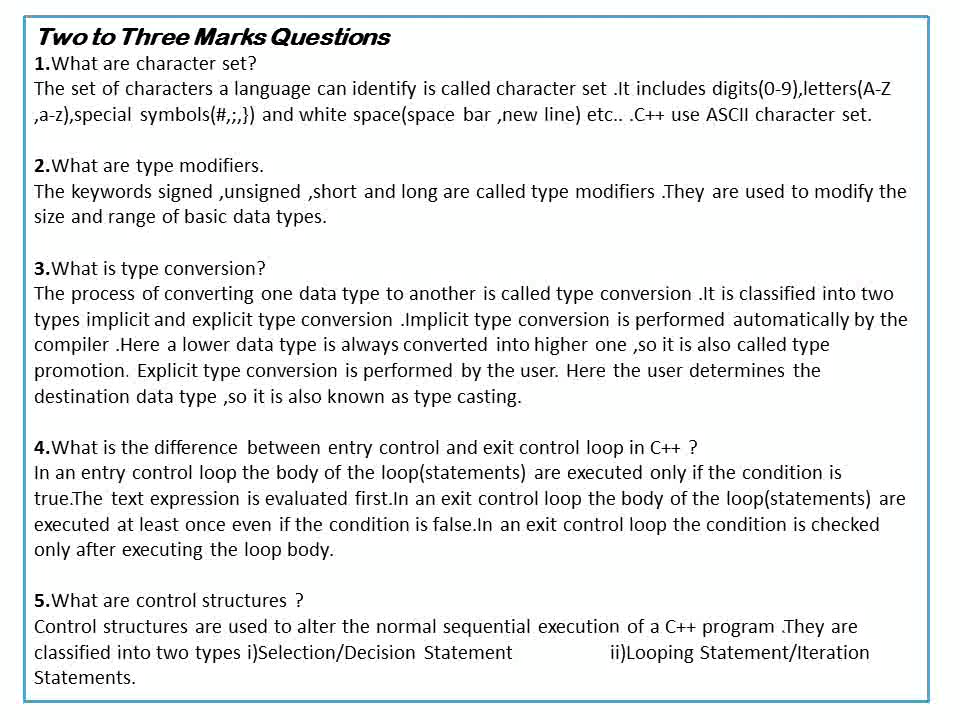 Two to Three Marks Questions
1.What are character set?
The set of characters a language can identify is called character set .It includes digits(0-9),letters(A-Z
,a-z),special symbols(#,;,}) and white space(space bar ,new line) etc.. .C++ use ASCII character set.
2.What are type modifiers.
The keywords signed ,unsigned ,short and long are called type modifiers .They are used to modify the
size and range of basic data types.
3.What is type conversion?
The process of converting one data type to another is called type conversion .It is classified into two
types implicit and explicit type conversion .Implicit type conversion is performed automatically by the
compiler .Here a lower data type is always converted into higher one ,so it is also called type
promotion. Explicit type conversion is performed by the user. Here the user determines the
destination data type ,so it is also known as type casting.
4.What is the difference between entry control and exit control loop in C++ ?
In an entry control loop the body of the loop(statements) are executed only if the condition is
true.The text expression is evaluated first.In an exit control loop the body of the loop(statements) are
executed at least once even if the condition is false.In an exit control loop the condition is checked
only after executing the loop body.
5.What are control structures ?
Control structures are used to alter the normal sequential execution of a C++ program .They are
classified into two types i)Selection/Decision Statement ii)Looping Statement/Iteration
Statements.